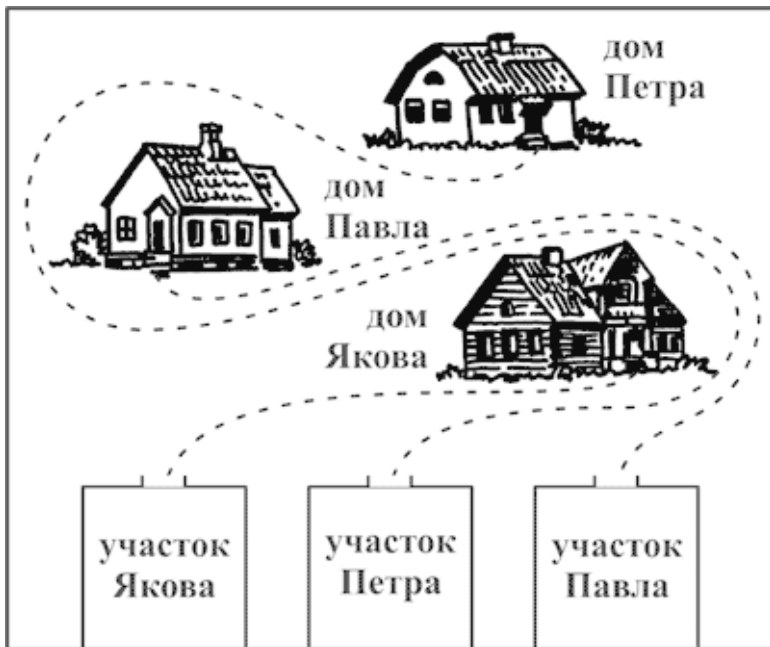 дом
Петра
дом
Павла
дом
Якова
участок
Якова
участок
Петра
участок
Павла